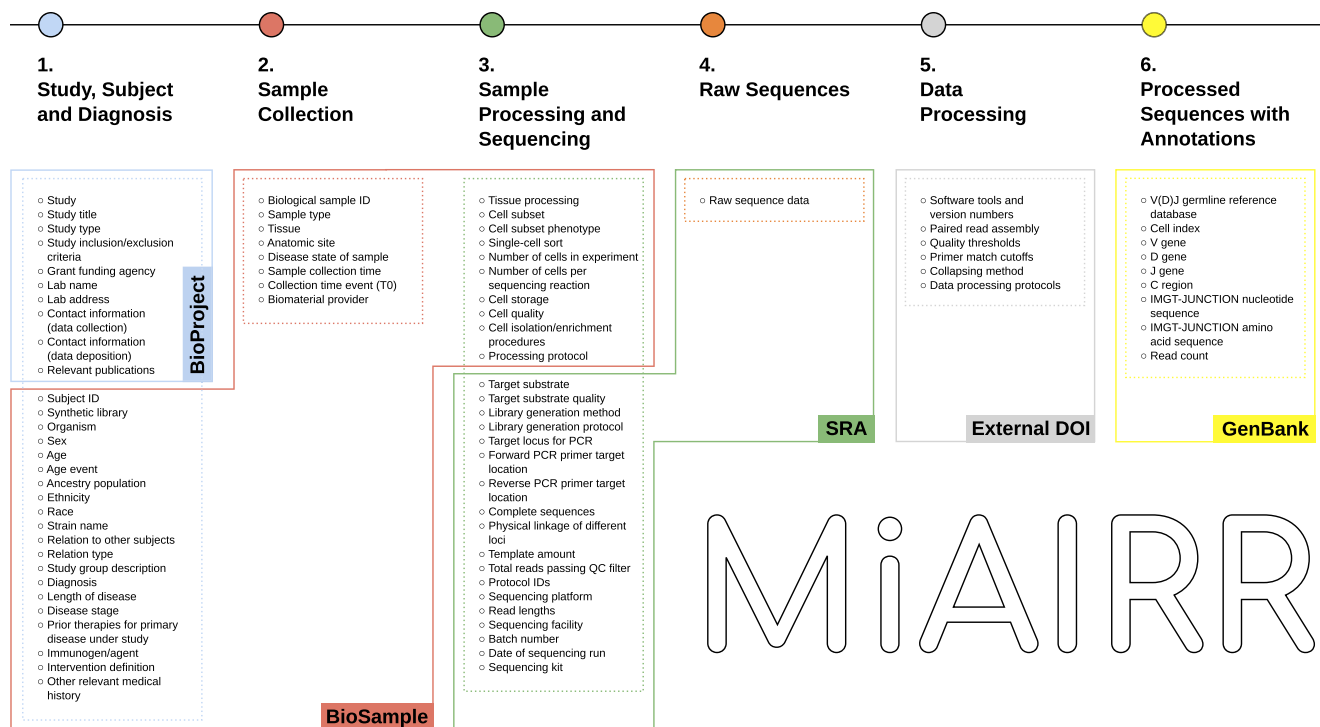 1.
Study, Subject
and Diagnosis
2.
Sample
Collection
3.
Sample
Processing and
Sequencing
4.
Raw Sequences
5.
Data
Processing
6.
Processed
Sequences with
Annotations
○ Study
○ Study title
○ Study type
○ Study inclusion/exclusion
criteria
○ Grant funding agency
○ Lab name
○ Lab address
○ Contact information
(data collection)
○ Contact information
(data deposition)
○ Relevant publications
BioProject
○ Subject ID
○ Synthetic library
○ Organism
○ Sex
○ Age
○ Age event
○ Ancestry population
○ Ethnicity
○ Race
○ Strain name
○ Relation to other subjects
○ Relation type
○ Study group description
○ Diagnosis
○ Length of disease
○ Disease stage
○ Prior therapies for primary
disease under study
○ Immunogen/agent
○ Intervention definition
○ Other relevant medical
history
○ Biological sample ID
○ Sample type
○ Tissue
○ Anatomic site
○ Disease state of sample
○ Sample collection time
○ Collection time event (T0)
○ Biomaterial provider
BioSample
○ Tissue processing
○ Cell subset
○ Cell subset phenotype
○ Single-cell sort
○ Number of cells in experiment
○ Number of cells per
sequencing reaction
○ Cell storage
○ Cell quality
○ Cell isolation/enrichment
procedures
○ Processing protocol
○ Target substrate
○ Target substrate quality
○ Library generation method
○ Library generation protocol
○ Target locus for PCR
○ Forward PCR primer target
location
○ Reverse PCR primer target
location
○ Complete sequences
○ Physical linkage of different
loci
○ Template amount
○ Total reads passing QC filter
○ Protocol IDs
○ Sequencing platform
○ Read lengths
○ Sequencing facility
○ Batch number
○ Date of sequencing run
○ Sequencing kit
○ Raw sequence data
SRA
○ Software tools and
version numbers
○ Paired read assembly
○ Quality thresholds
○ Primer match cutoffs
○ Collapsing method
○ Data processing protocols
External DOI
○ V(D)J germline reference
database
○ Cell index
○ V gene
○ D gene
○ J gene
○ C region
○ IMGT-JUNCTION nucleotide
sequence
○ IMGT-JUNCTION amino
acid sequence
○ Read count
GenBank
MiAIRR